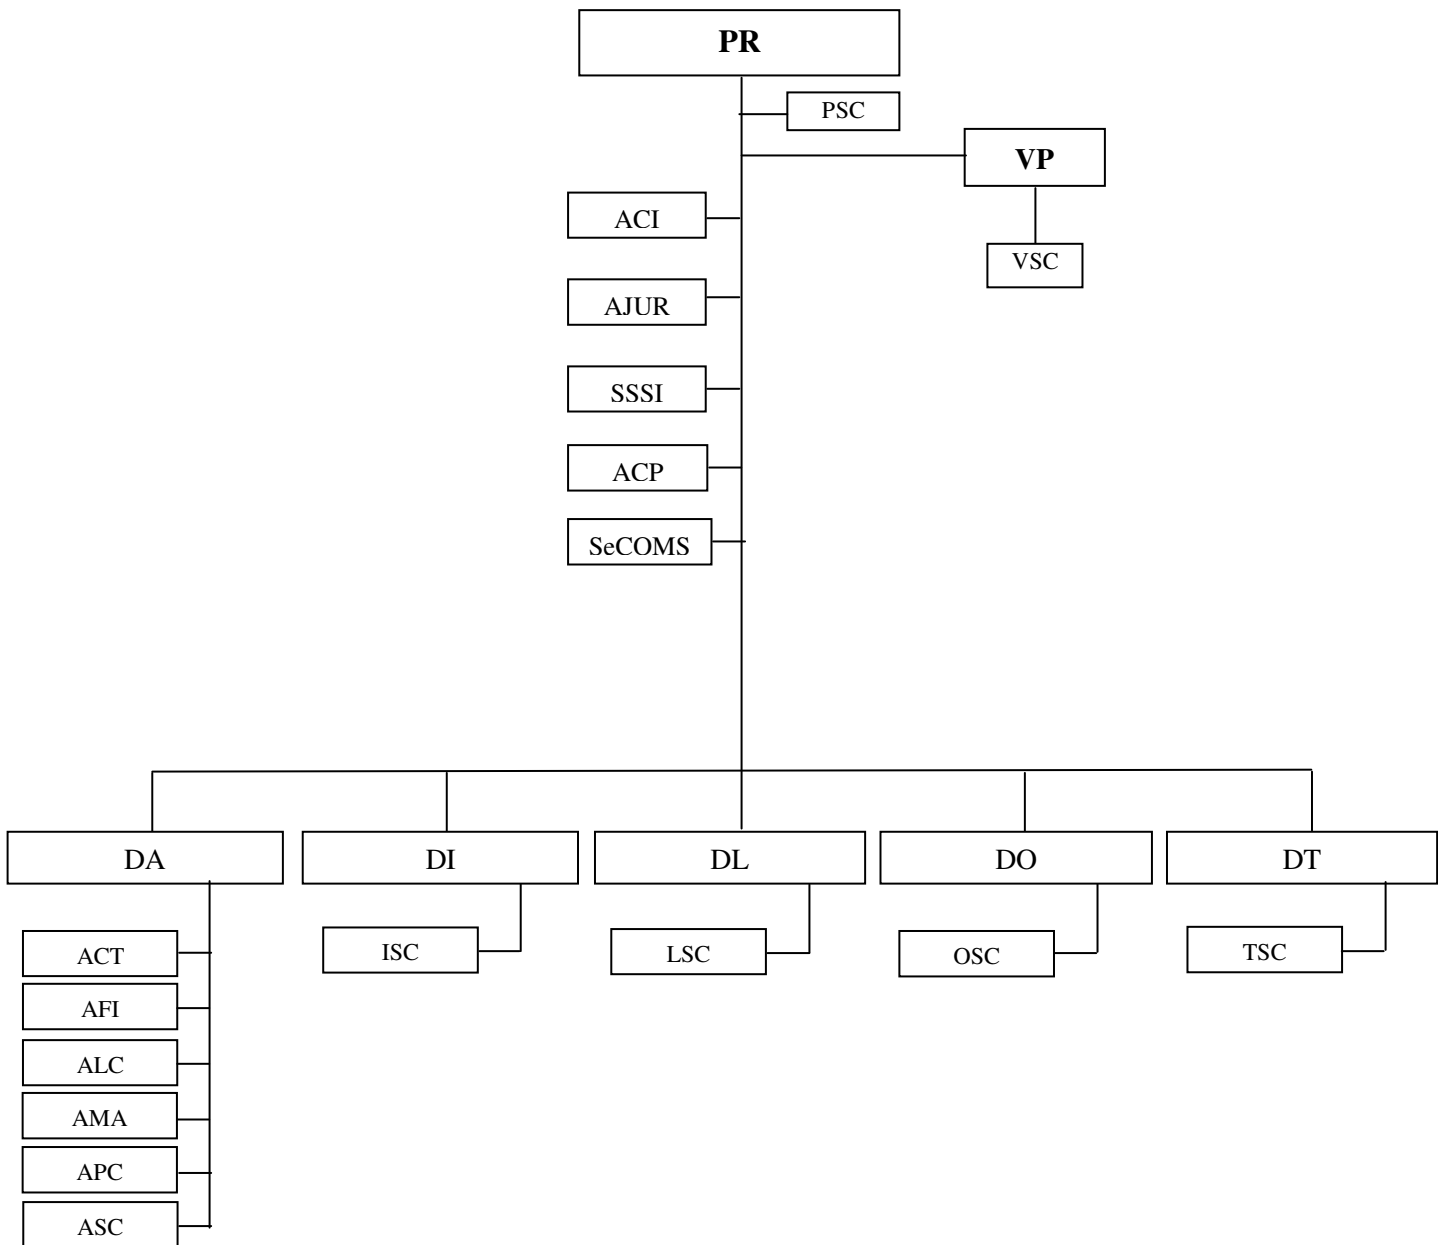 PR
PSC
VP
ACI
VSC
AJUR
SSSI
ACP
SeCOMS
DA
DI
DL
DO
DT
ACT
ISC
LSC
OSC
TSC
AFI
ALC
AMA
APC
ASC